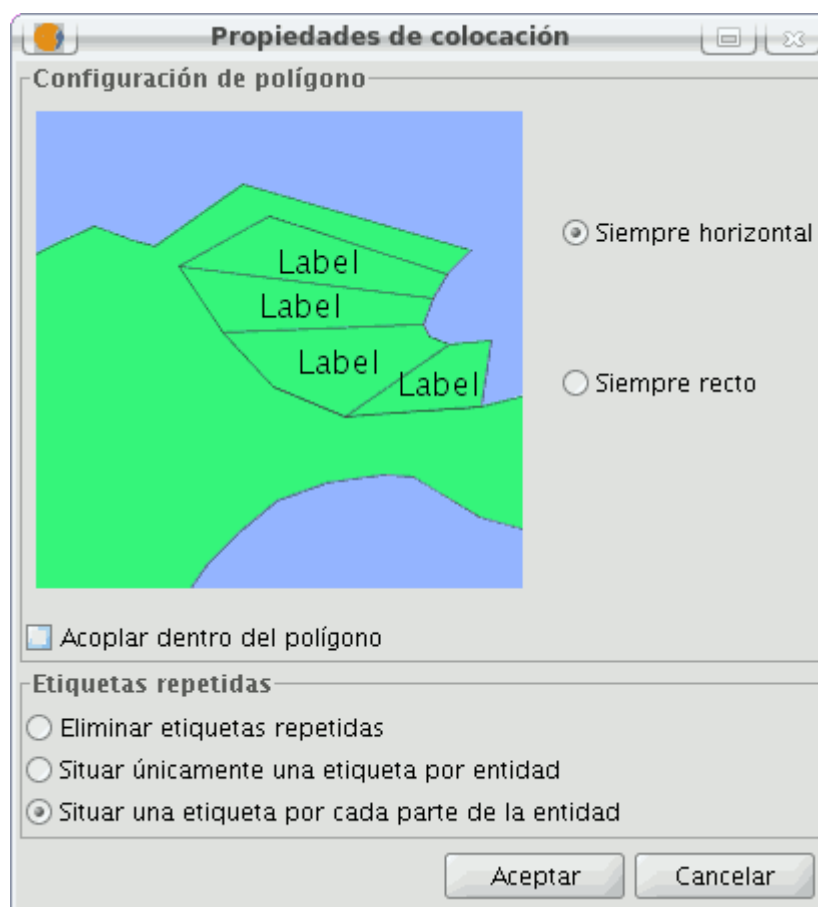 Propiedades de colocación
Configuración de polígono
Label
Label
Label
Label
Siempre horizontal
Siempre recto
Acoplar dentro del polígono
Etiquetas repetidas
Eliminar etiquetas repetidas
Situar únicamente una etiqueta por entidad
Situar una etiqueta por cada parte de la entidad
Aceptar
Cancelar